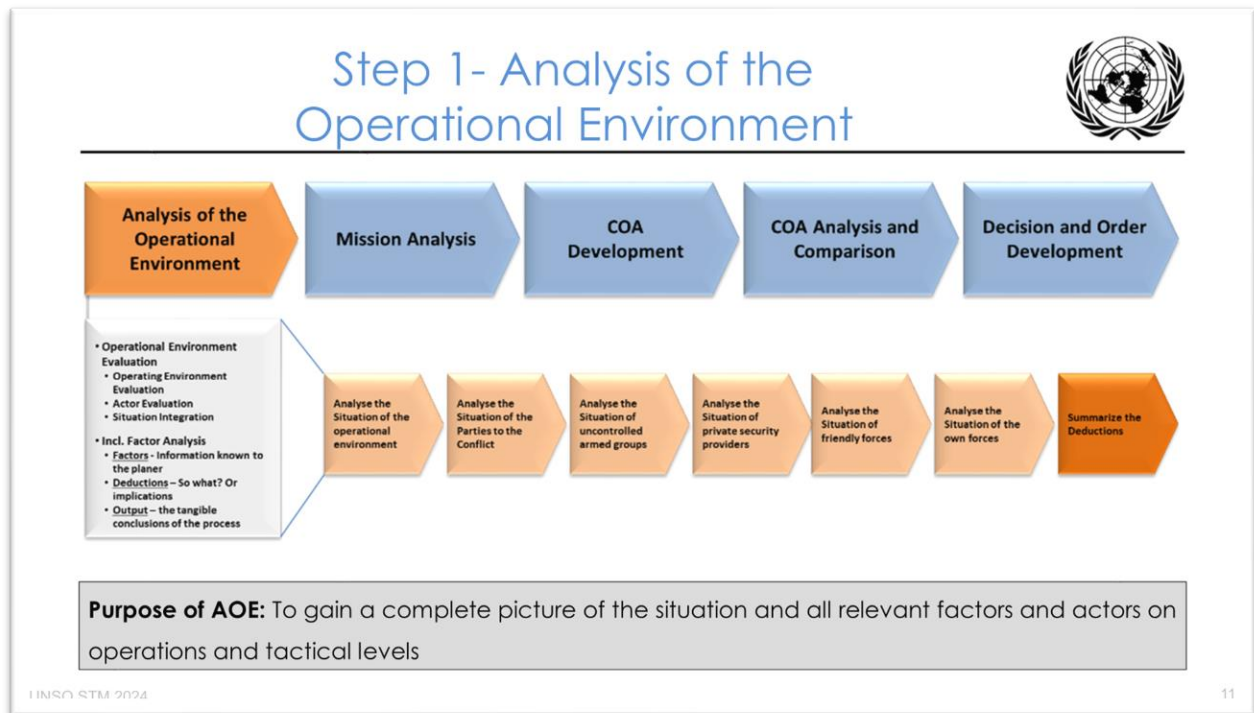 Step 1- Analysis of the
Operational Environment
Analysis of the
Operational
Environment
Mission Analysis
COA
Development
COA Analysis and
Comparison
Decision and Order
Development
• Operational Environment
Evaluation
• Operating Environment
Evaluation
• Actor Evaluation
• Situation Integration
• Incl. Factor Analysis
• Factors - Information known to
the planer
• Deductions – So what? Or
implications
• Output – the tangible
conclusions of the process
Analyse the
Situation of the
operational
environment
Analyse the
Situation of the
Parties to the
Conflict
Analyse the
Situation of
uncontrolled
armed groups
Analyse the
Situation of
private security
providers
Analyse the
Situation of
friendly forces
Analyse the
Situation of the
own forces
Summarize the
Deductions
Purpose of AOE: To gain a complete picture of the situation and all relevant factors and actors on
operations and tactical levels
UNSO STM 2024
11